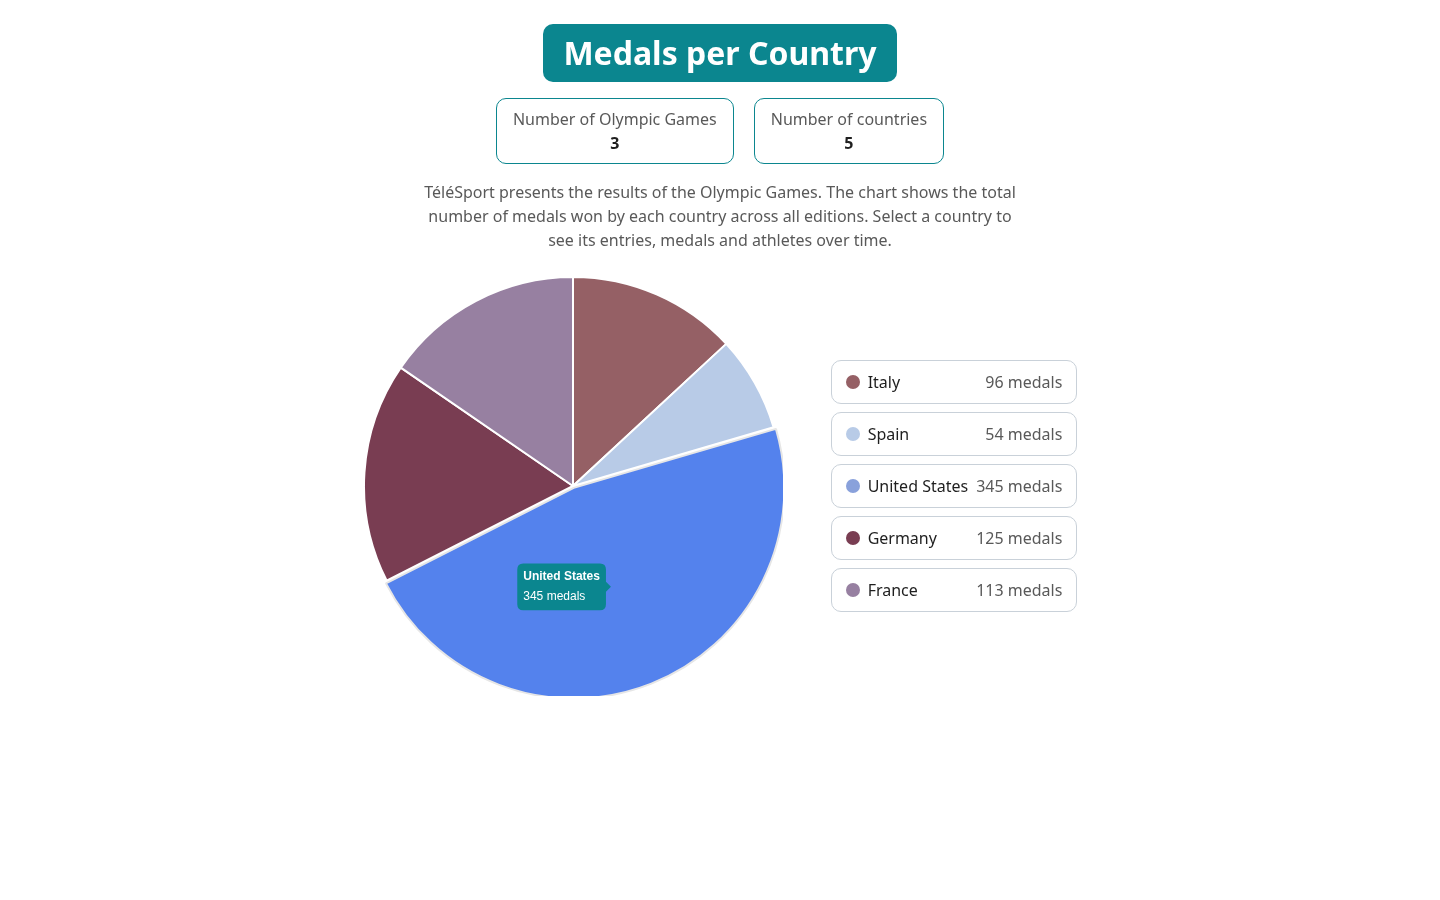 Medals per Country
Number of Olympic Games
3
Number of countries
5
TéléSport presents the results of the Olympic Games. The chart shows the total
number of medals won by each country across all editions. Select a country to
see its entries, medals and athletes over time.
Italy 96 medals
Spain 54 medals
United States 345 medals
Germany 125 medals
France 113 medals
United States
345 medals